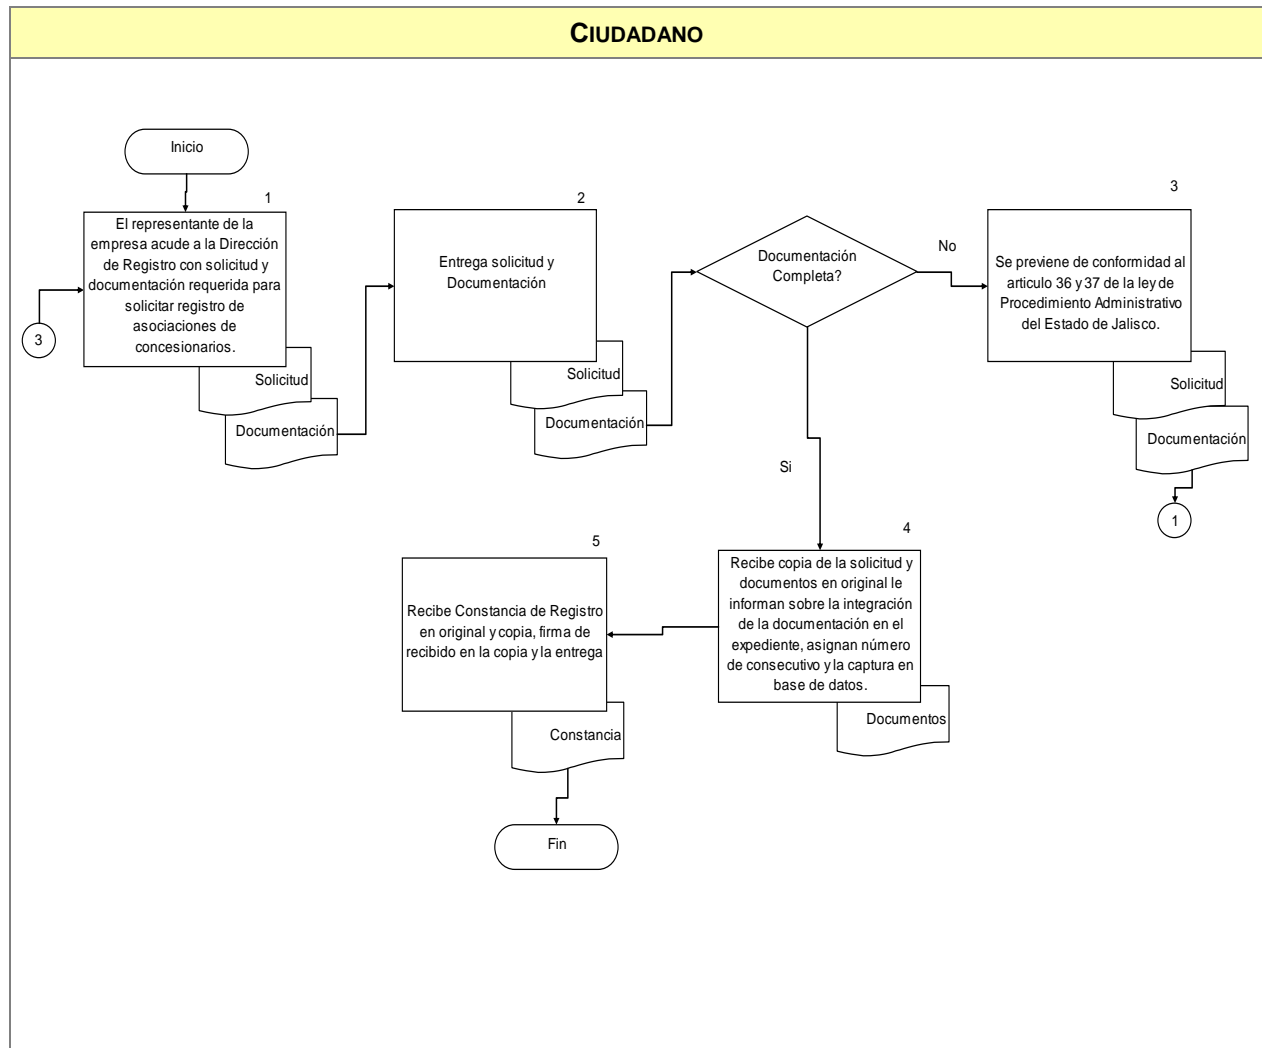 CIUDADANO
Inicio
1
El representante de la
empresa acude a la Dirección
de Registro con solicitud y
documentación requerida para
solicitar registro de
asociaciones de
concesionarios.
3
Solicitud
Documentación
2
Entrega solicitud y
Documentación
Solicitud
Documentación
Documentación
Completa?
No
Si
3
Se previene de conformidad al
articulo 36 y 37 de la ley de
Procedimiento Administrativo
del Estado de Jalisco.
Solicitud
Documentación
1
4
Recibe copia de la solicitud y
documentos en original le
informan sobre la integración
de la documentación en el
expediente, asignan número
de consecutivo y la captura en
base de datos.
Documentos
5
Recibe Constancia de Registro
en original y copia, firma de
recibido en la copia y la entrega
Constancia
Fin